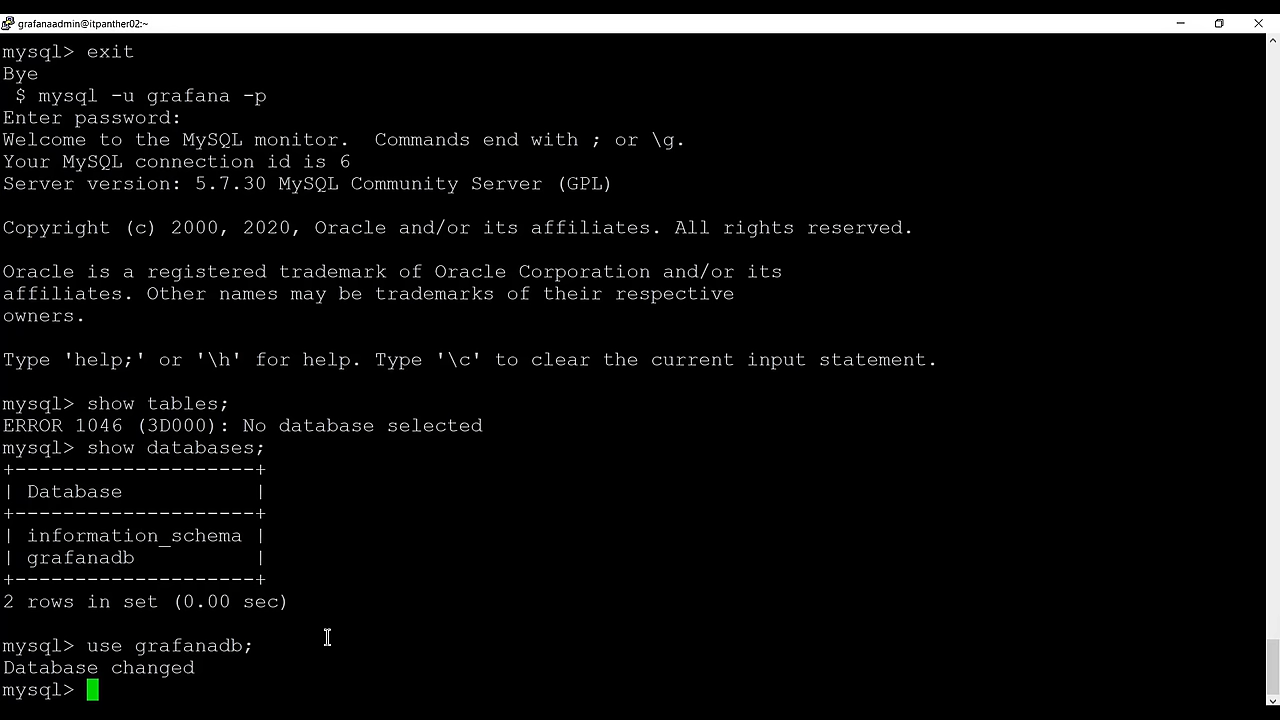 grafanaadmin@itpanther02:~
mysql> exit
Bye
 $ mysql -u grafana -p
Enter password:
Welcome to the MySQL monitor.  Commands end with ; or \g.
Your MySQL connection id is 6
Server version: 5.7.30 MySQL Community Server (GPL)

Copyright (c) 2000, 2020, Oracle and/or its affiliates. All rights reserved.

Oracle is a registered trademark of Oracle Corporation and/or its
affiliates. Other names may be trademarks of their respective
owners.

Type 'help;' or '\h' for help. Type '\c' to clear the current input statement.

mysql> show tables;
ERROR 1046 (3D000): No database selected
mysql> show databases;
+--------------------+
| Database           |
+--------------------+
| information_schema |
| grafanadb          |
+--------------------+
2 rows in set (0.00 sec)

mysql> use grafanadb;
Database changed
mysql>